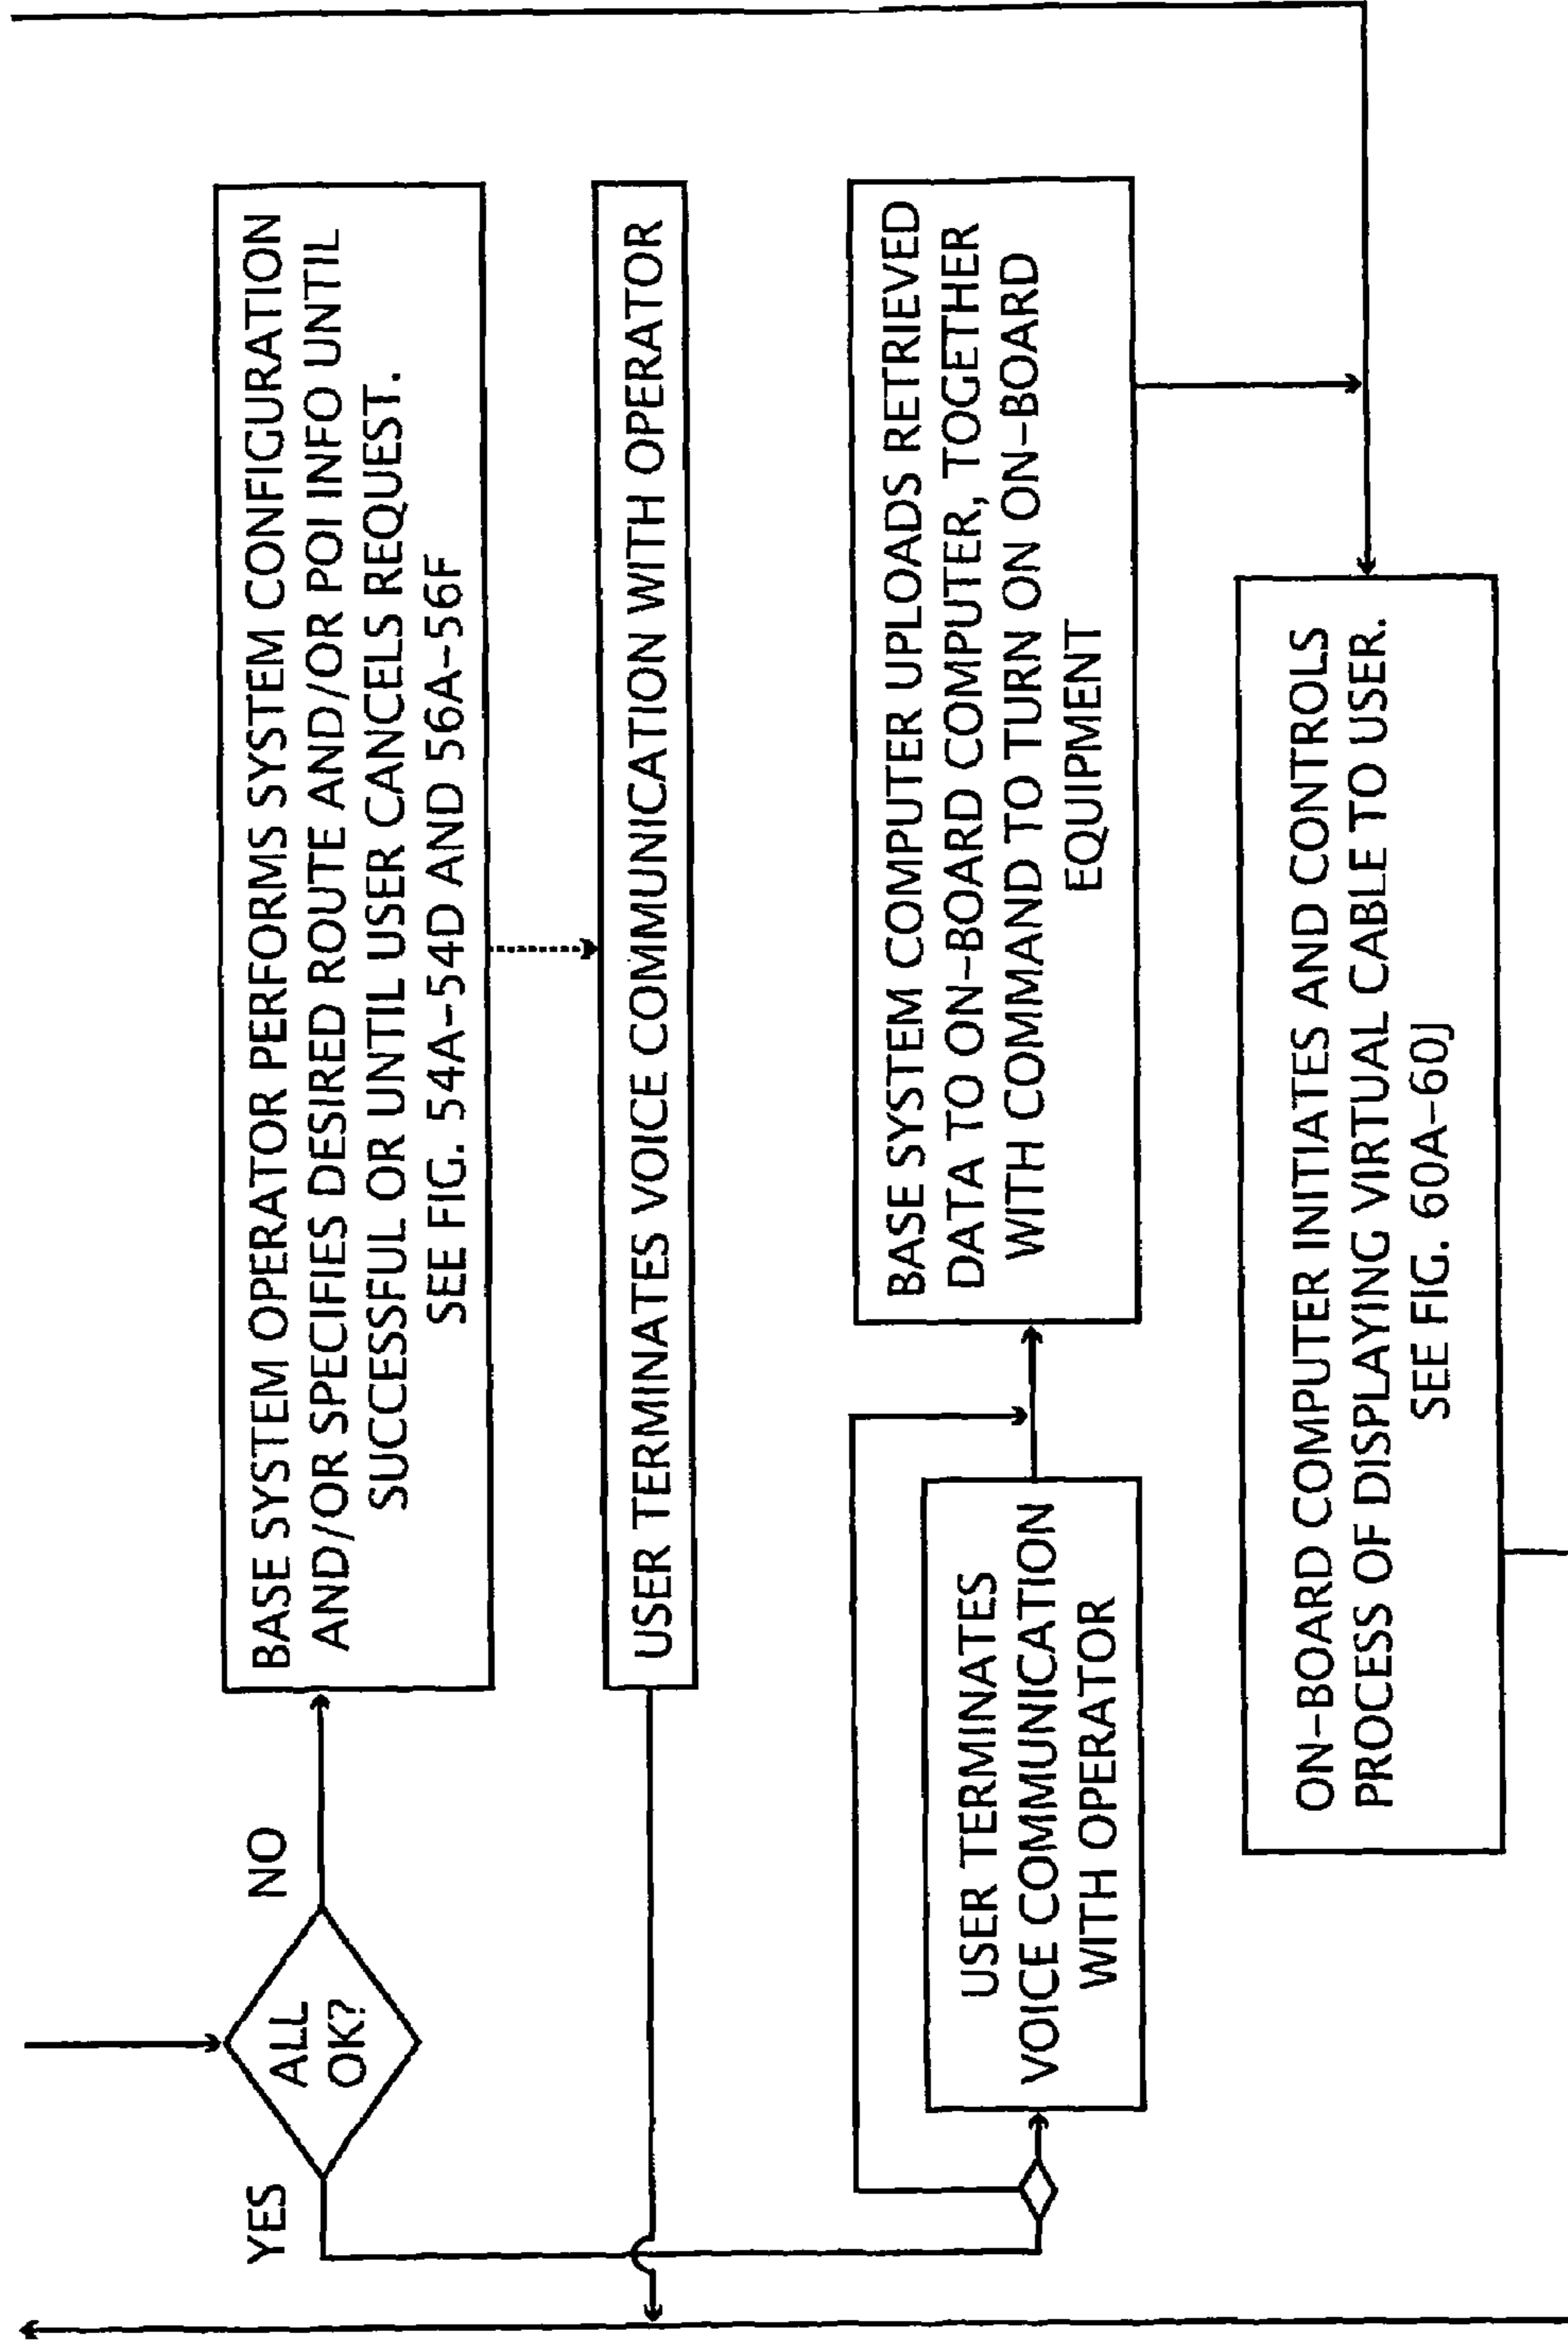 ALL
OK?
YES
NO
BASE SYSTEM OPERATOR PERFORMS SYSTEM CONFIGURATION
AND/OR SPECIFIES DESIRED ROUTE AND/OR POI INFO UNTIL
SUCCESSFUL OR UNTIL USER CANCELS REQUEST.
SEE FIG. 54A-54D AND 56A-56F
USER TERMINATES VOICE COMMUNICATION WITH OPERATOR
USER TERMINATES
VOICE COMMUNICATION
WITH OPERATOR
BASE SYSTEM COMPUTER UPLOADS RETRIEVED
DATA TO ON-BOARD COMPUTER, TOGETHER
WITH COMMAND TO TURN ON ON-BOARD
EQUIPMENT
ON-BOARD COMPUTER INITIATES AND CONTROLS
PROCESS OF DISPLAYING VIRTUAL CABLE TO USER.
SEE FIG. 60A-60J